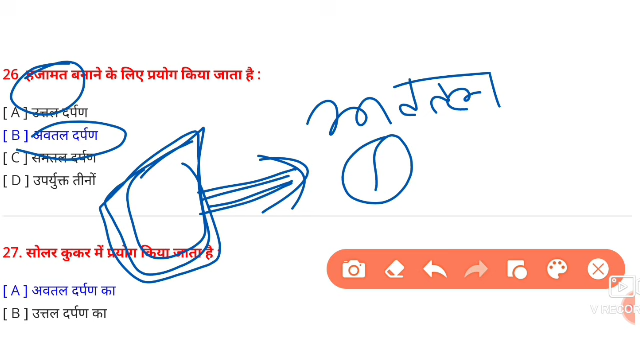 26. हजामत बनाने के लिए प्रयोग किया जाता है :
[ A ] उत्तल दर्पण
[ B ] अवतल दर्पण
[ C ] समतल दर्पण
[ D ] उपर्युक्त तीनों
अवतल
27. सोलर कुकर में प्रयोग किया जाता है :
[ A ] अवतल दर्पण का
[ B ] उत्तल दर्पण का
V RECOR